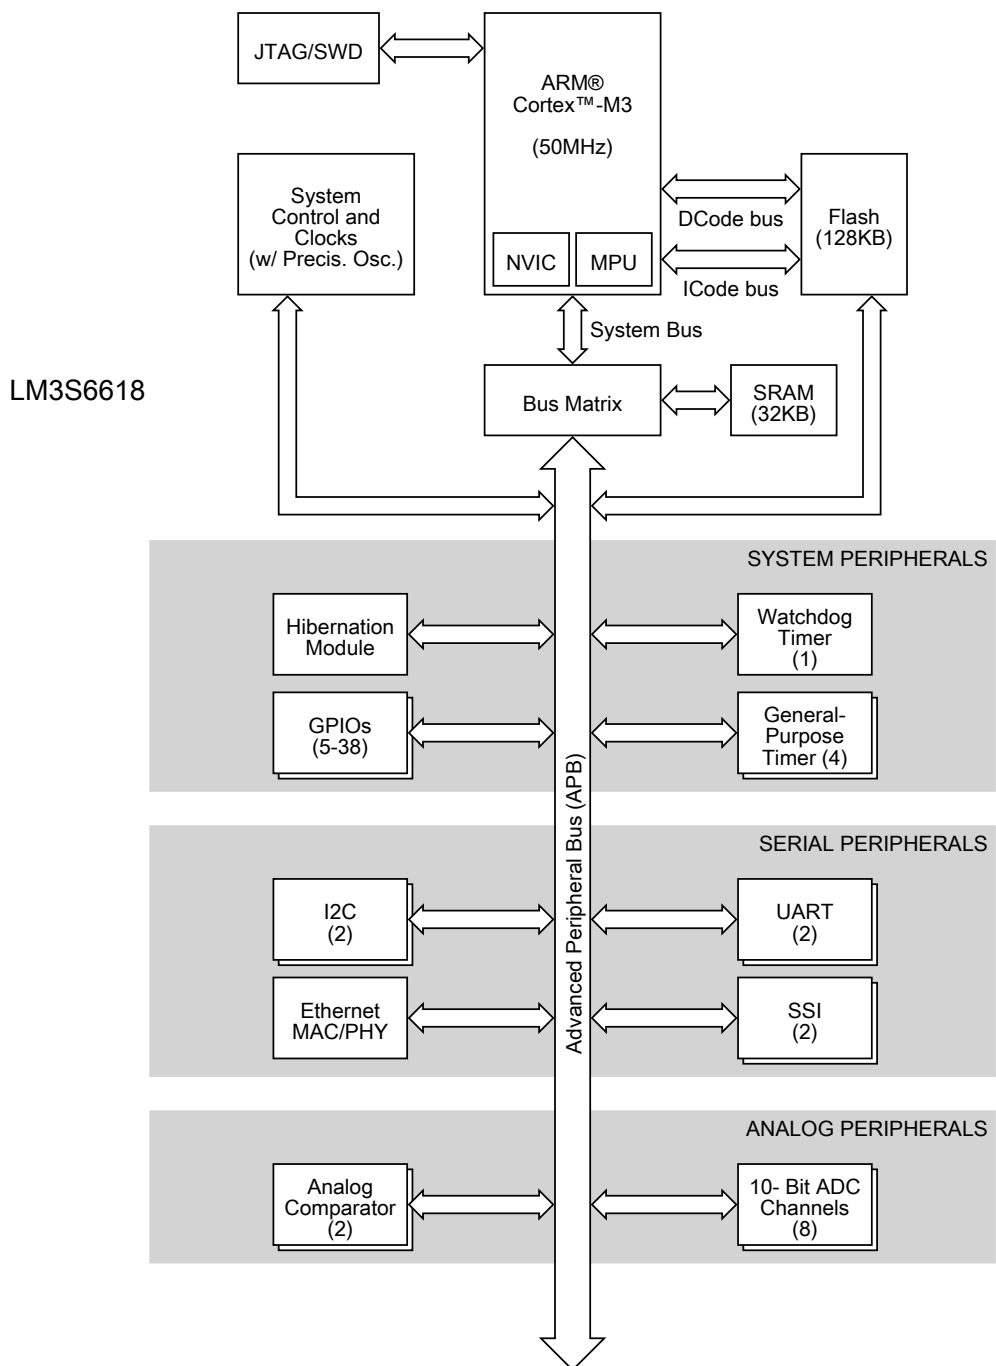 JTAG/SWD
ARM®
Cortex™-M3
(50MHz)
NVIC
MPU
System
Control and
Clocks
(w/ Precis. Osc.)
DCode bus
ICode bus
Flash
(128KB)
System Bus
LM3S6618
Bus Matrix
SRAM
(32KB)
SYSTEM PERIPHERALS
Hibernation
Module
Watchdog
Timer
(1)
GPIOs
(5-38)
General-
Purpose
Timer (4)
Advanced Peripheral Bus (APB)
SERIAL PERIPHERALS
I2C
(2)
UART
(2)
Ethernet
MAC/PHY
SSI
(2)
ANALOG PERIPHERALS
Analog
Comparator
(2)
10- Bit ADC
Channels
(8)